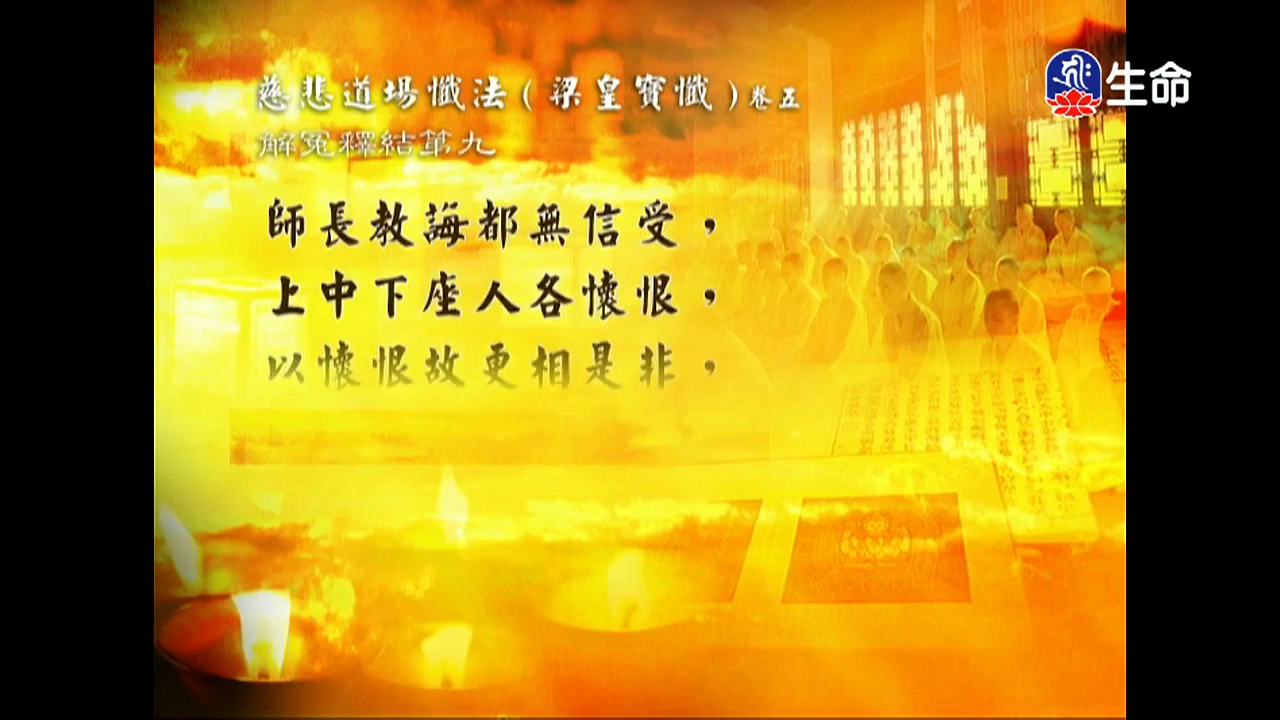 慈悲道場懺法(梁皇寶懺)卷五
解冤釋結第九
師長教誨都無信受，
上中下座人各懷恨，
以懷恨故更相是非，
生命